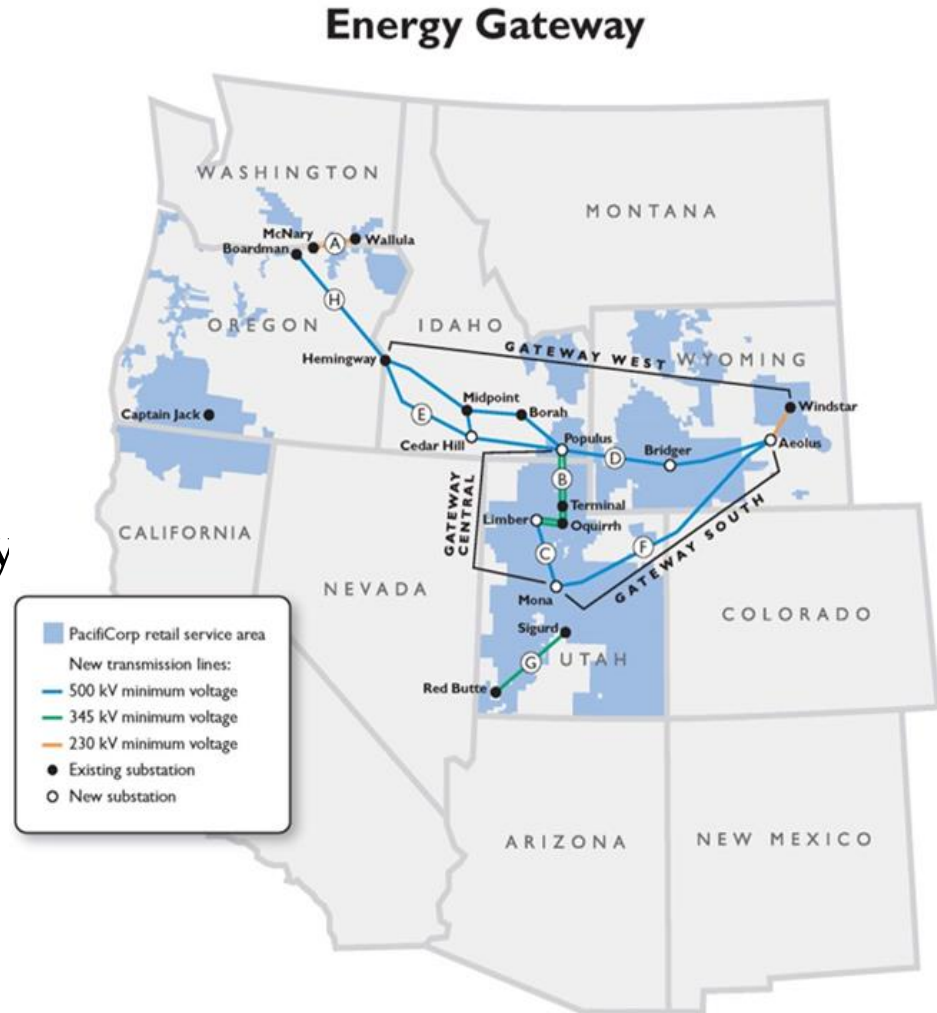 Energy Gateway
WASHINGTON
MONTANA
McNary
A
Wallula
Boardman
H
OREGON
IDAHO
GATEWAY WEST
WYOMING
Hemingway
Midpoint
Borah
Windstar
Captain Jack
E
Cedar Hill
Populus
D
Bridger
Aeolus
B
GATEWAY
CENTRAL
Terminal
Limber
Oquirrh
CALIFORNIA
C
F
GATEWAY SOUTH
y
NEVADA
Mona
COLORADO
Sigurd
G
UTAH
Red Butte
PacifiCorp retail service area
New transmission lines:
500 kV minimum voltage
345 kV minimum voltage
230 kV minimum voltage
Existing substation
New substation
ARIZONA
NEW MEXICO